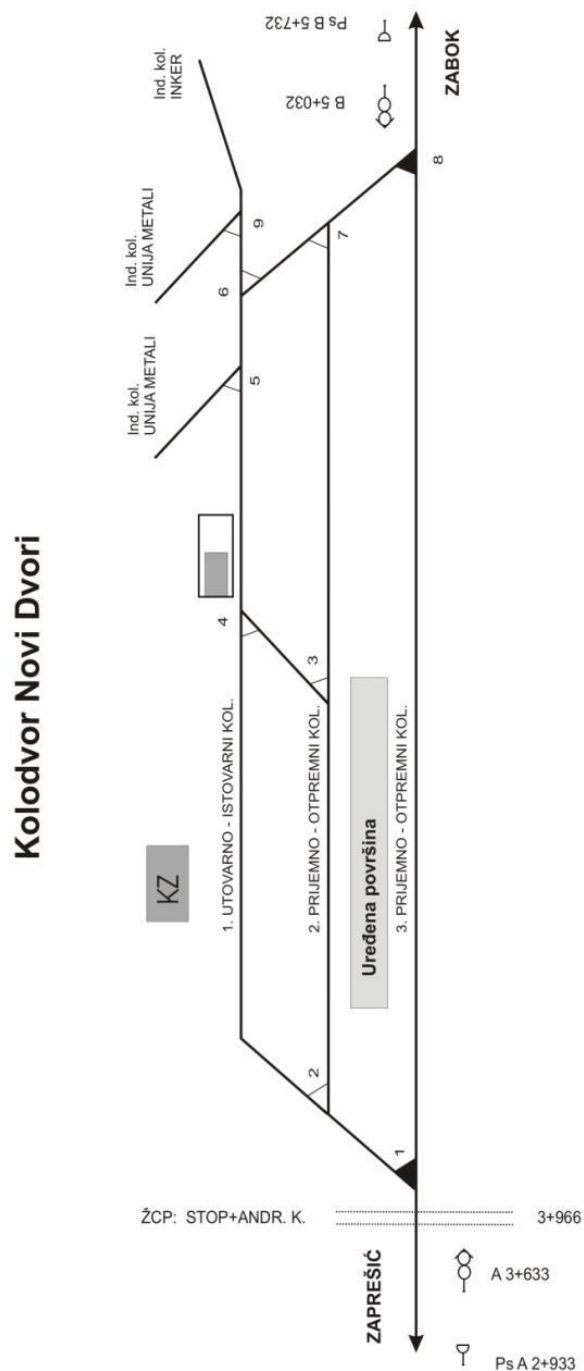 Kolodvor Novi Dvori
Ind. kol.
INKER
Ind. kol.
UNIJA METALI
Ind. kol.
UNIJA METALI
Ps B 5+732
B 5+032
ZABOK
8
9
6
7
5
4
3
KZ
1. UTOVARNO - ISTOVARNI KOL.
2. PRIJEMNO - OTPREMNI KOL.
Uređena površina
3. PRIJEMNO - OTPREMNI KOL.
2
1
ŽCP: STOP+ANDR. K.
3+966
ZAPREŠIĆ
A 3+633
Ps A 2+933